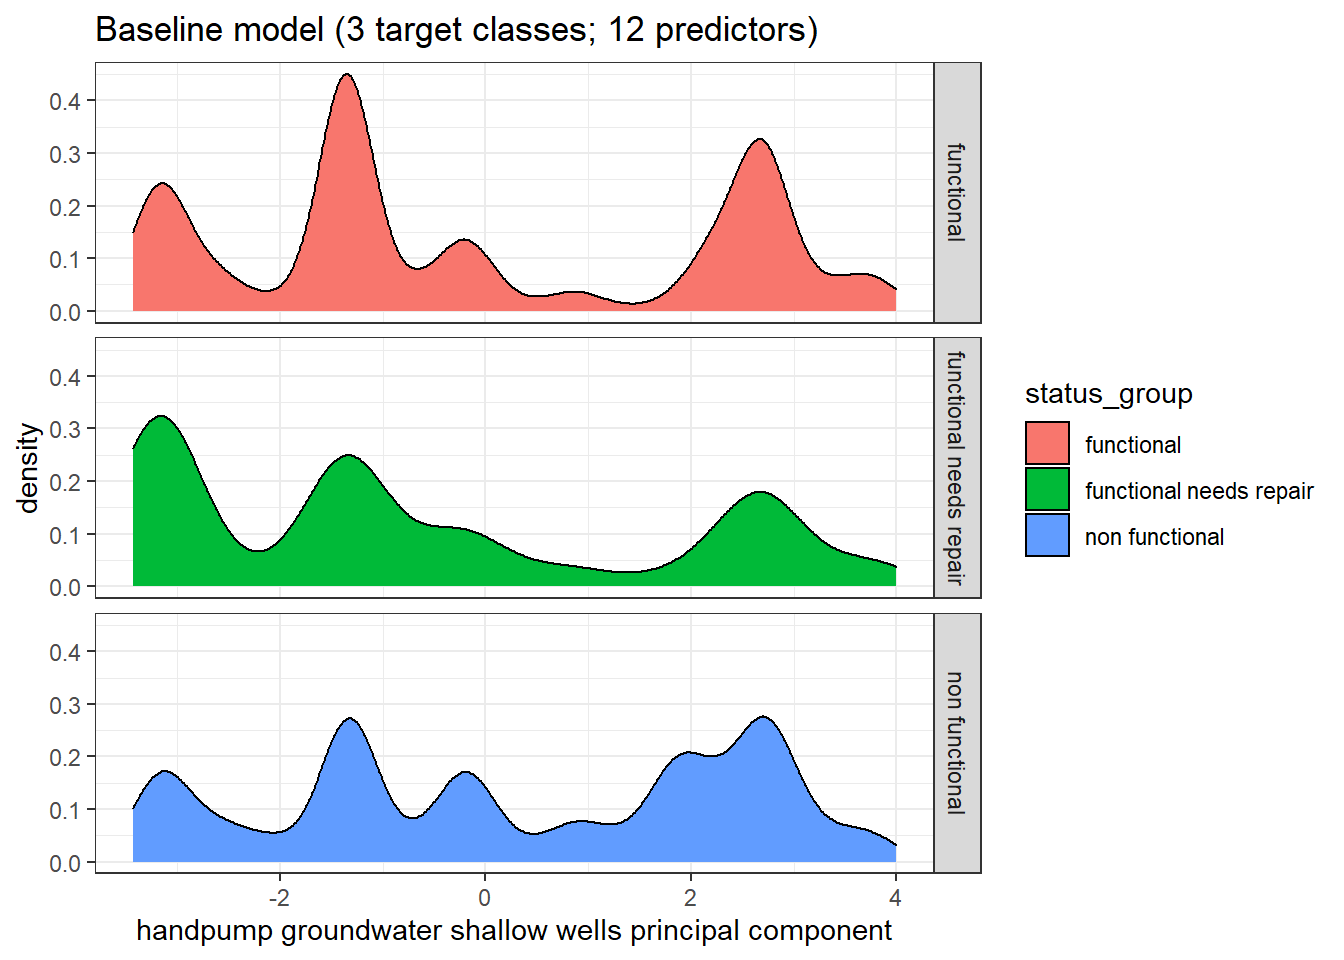 Baseline model (3 target classes; 12 predictors)
0.4
0.3
0.2
0.1
0.0
functional
0.4
0.3
0.2
0.1
0.0
functional needs repair
0.4
0.3
0.2
0.1
0.0
non functional
density
-2
0
2
4
handpump groundwater shallow wells principal component
status_group
functional
functional needs repair
non functional